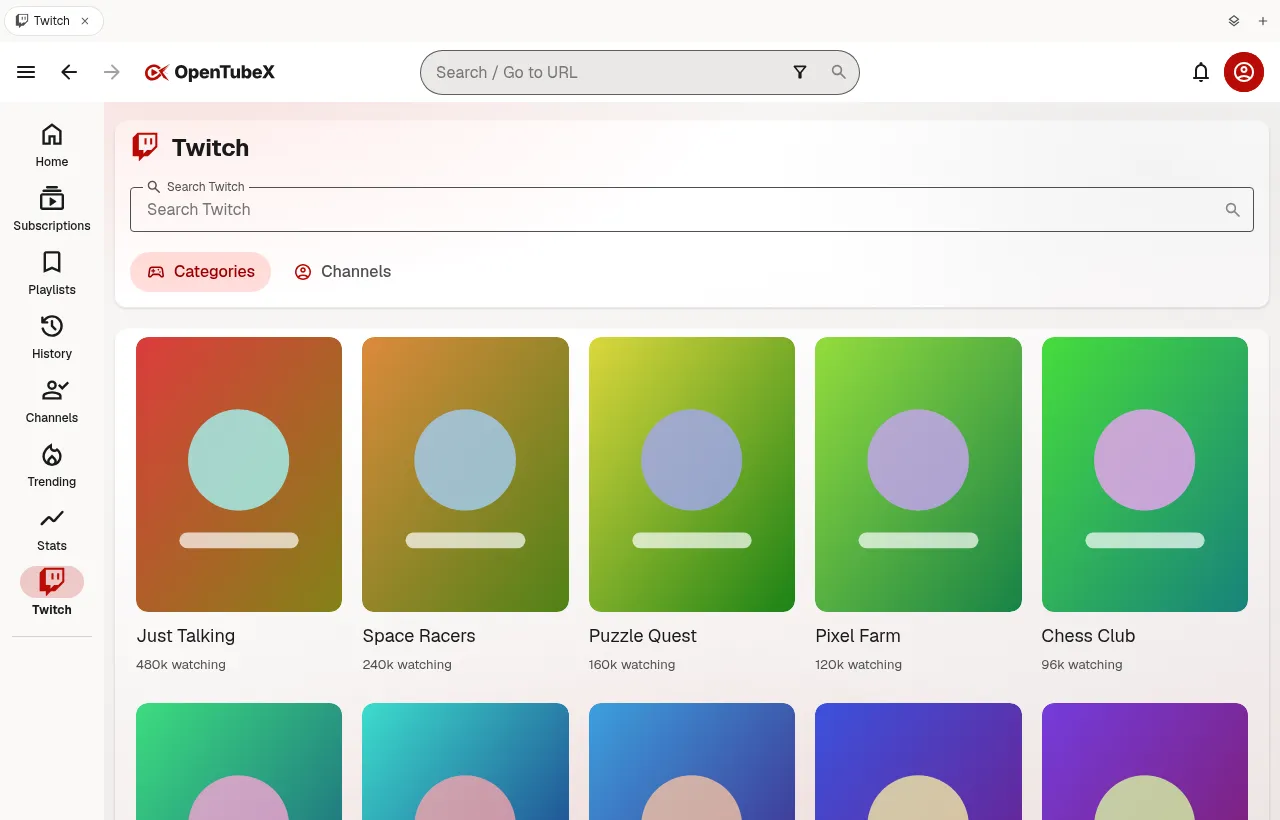 Twitch
OpenTubeX
Search / Go to URL
Home
Subscriptions
Playlists
History
Channels
Trending
Stats
Twitch
Twitch
Search Twitch
Search Twitch
Categories
Channels
Just Talking
480k watching
Space Racers
240k watching
Puzzle Quest
160k watching
Pixel Farm
120k watching
Chess Club
96k watching